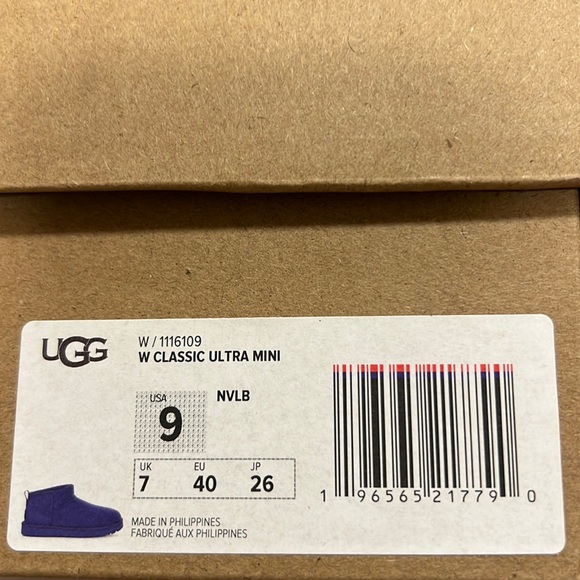 UGG
W / 1116109
W CLASSIC ULTRA MINI
USA
9
NVLB
UK EU JP
7 40 26
MADE IN PHILIPPINES
FABRIQUÉ AUX PHILIPPINES
1 96565 21779 0